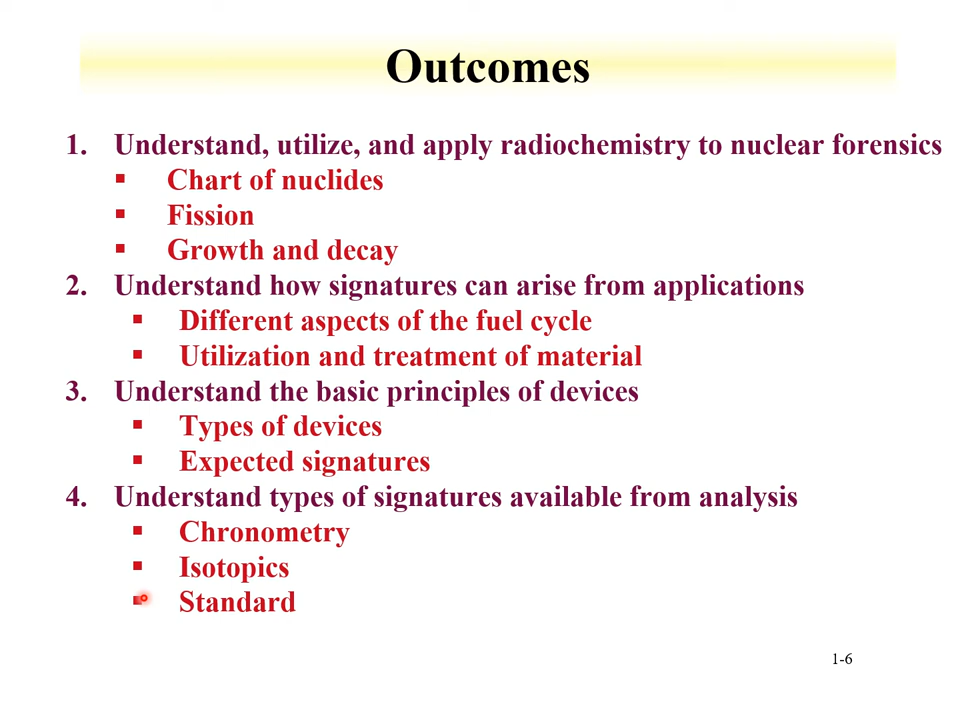 Outcomes
1. Understand, utilize, and apply radiochemistry to nuclear forensics
▪ Chart of nuclides
▪ Fission
▪ Growth and decay
2. Understand how signatures can arise from applications
▪ Different aspects of the fuel cycle
▪ Utilization and treatment of material
3. Understand the basic principles of devices
▪ Types of devices
▪ Expected signatures
4. Understand types of signatures available from analysis
▪ Chronometry
▪ Isotopics
▪ Standard
1-6